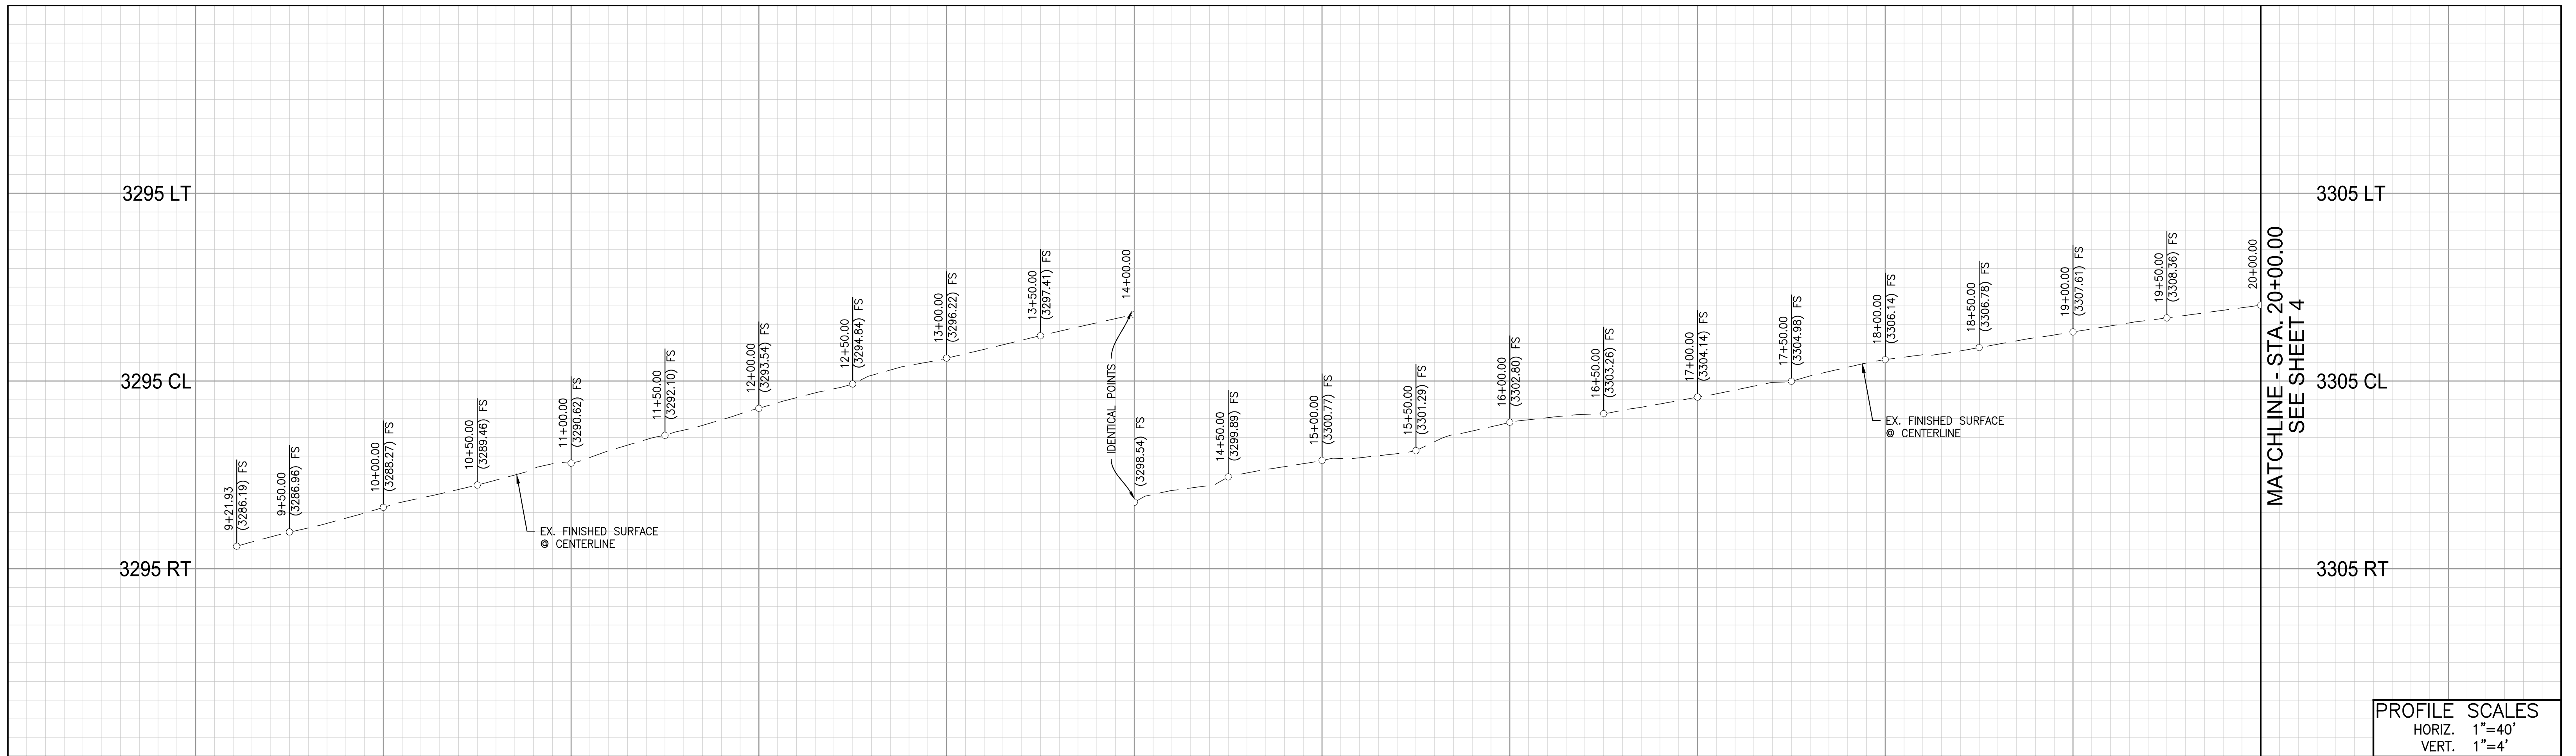 3295 LT
3295 CL
3295 RT
9+21.93
(3286.19) FS
9+50.00
(3286.96) FS
10+00.00
(3288.27) FS
10+50.00
(3289.46) FS
EX. FINISHED SURFACE
@ CENTERLINE
11+00.00
(3290.62) FS
11+50.00
(3292.10) FS
12+00.00
(3293.54) FS
12+50.00
(3294.84) FS
13+00.00
(3296.22) FS
13+50.00
(3297.41) FS
IDENTICAL POINTS
14+00.00
(3298.54) FS
14+50.00
(3299.89) FS
15+00.00
(3300.77) FS
15+50.00
(3301.29) FS
16+00.00
(3302.80) FS
16+50.00
(3303.26) FS
17+00.00
(3304.14) FS
17+50.00
(3304.98) FS
18+00.00
(3306.14) FS
EX. FINISHED SURFACE
@ CENTERLINE
18+50.00
(3306.78) FS
19+00.00
(3307.61) FS
19+50.00
(3308.36) FS
20+00.00
MATCHLINE - STA. 20+00.00
SEE SHEET 4
3305 LT
3305 CL
3305 RT
PROFILE SCALES
HORIZ. 1"=40'
VERT. 1"=4'